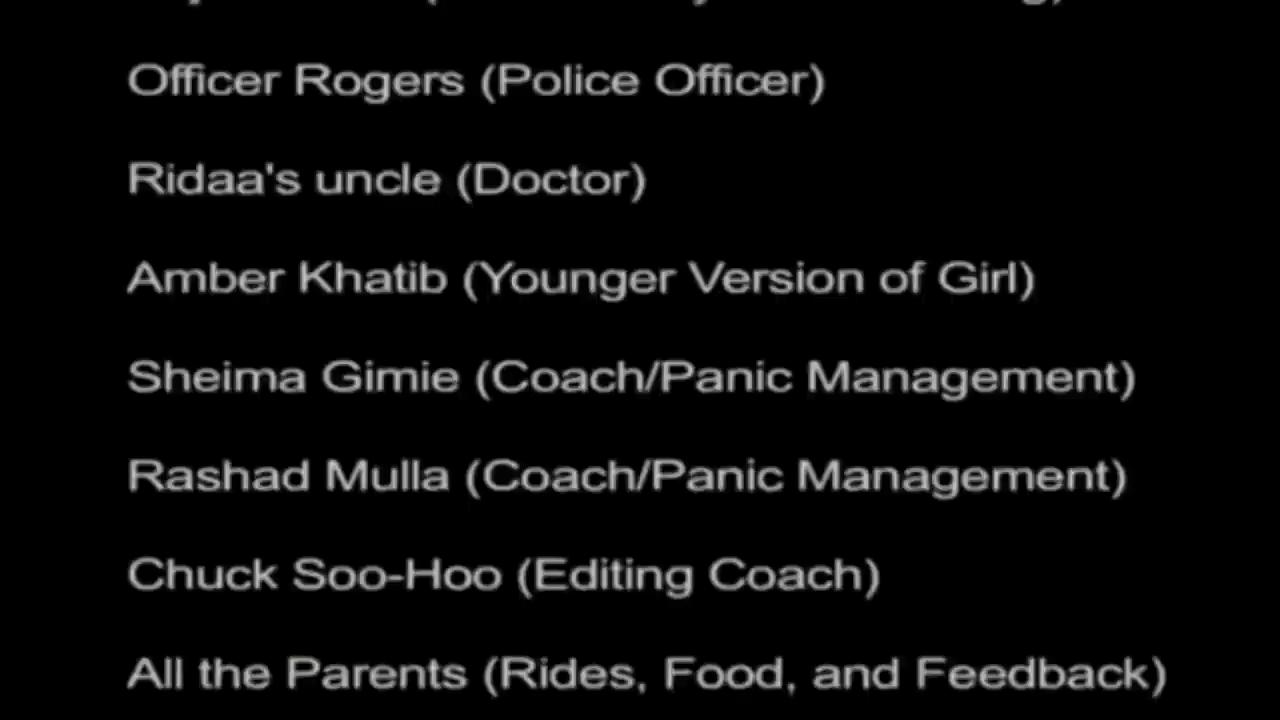 Officer Rogers (Police Officer)
Ridaa's uncle (Doctor)
Amber Khatib (Younger Version of Girl)
Sheima Gimie (Coach/Panic Management)
Rashad Mulla (Coach/Panic Management)
Chuck Soo-Hoo (Editing Coach)
All the Parents (Rides, Food, and Feedback)